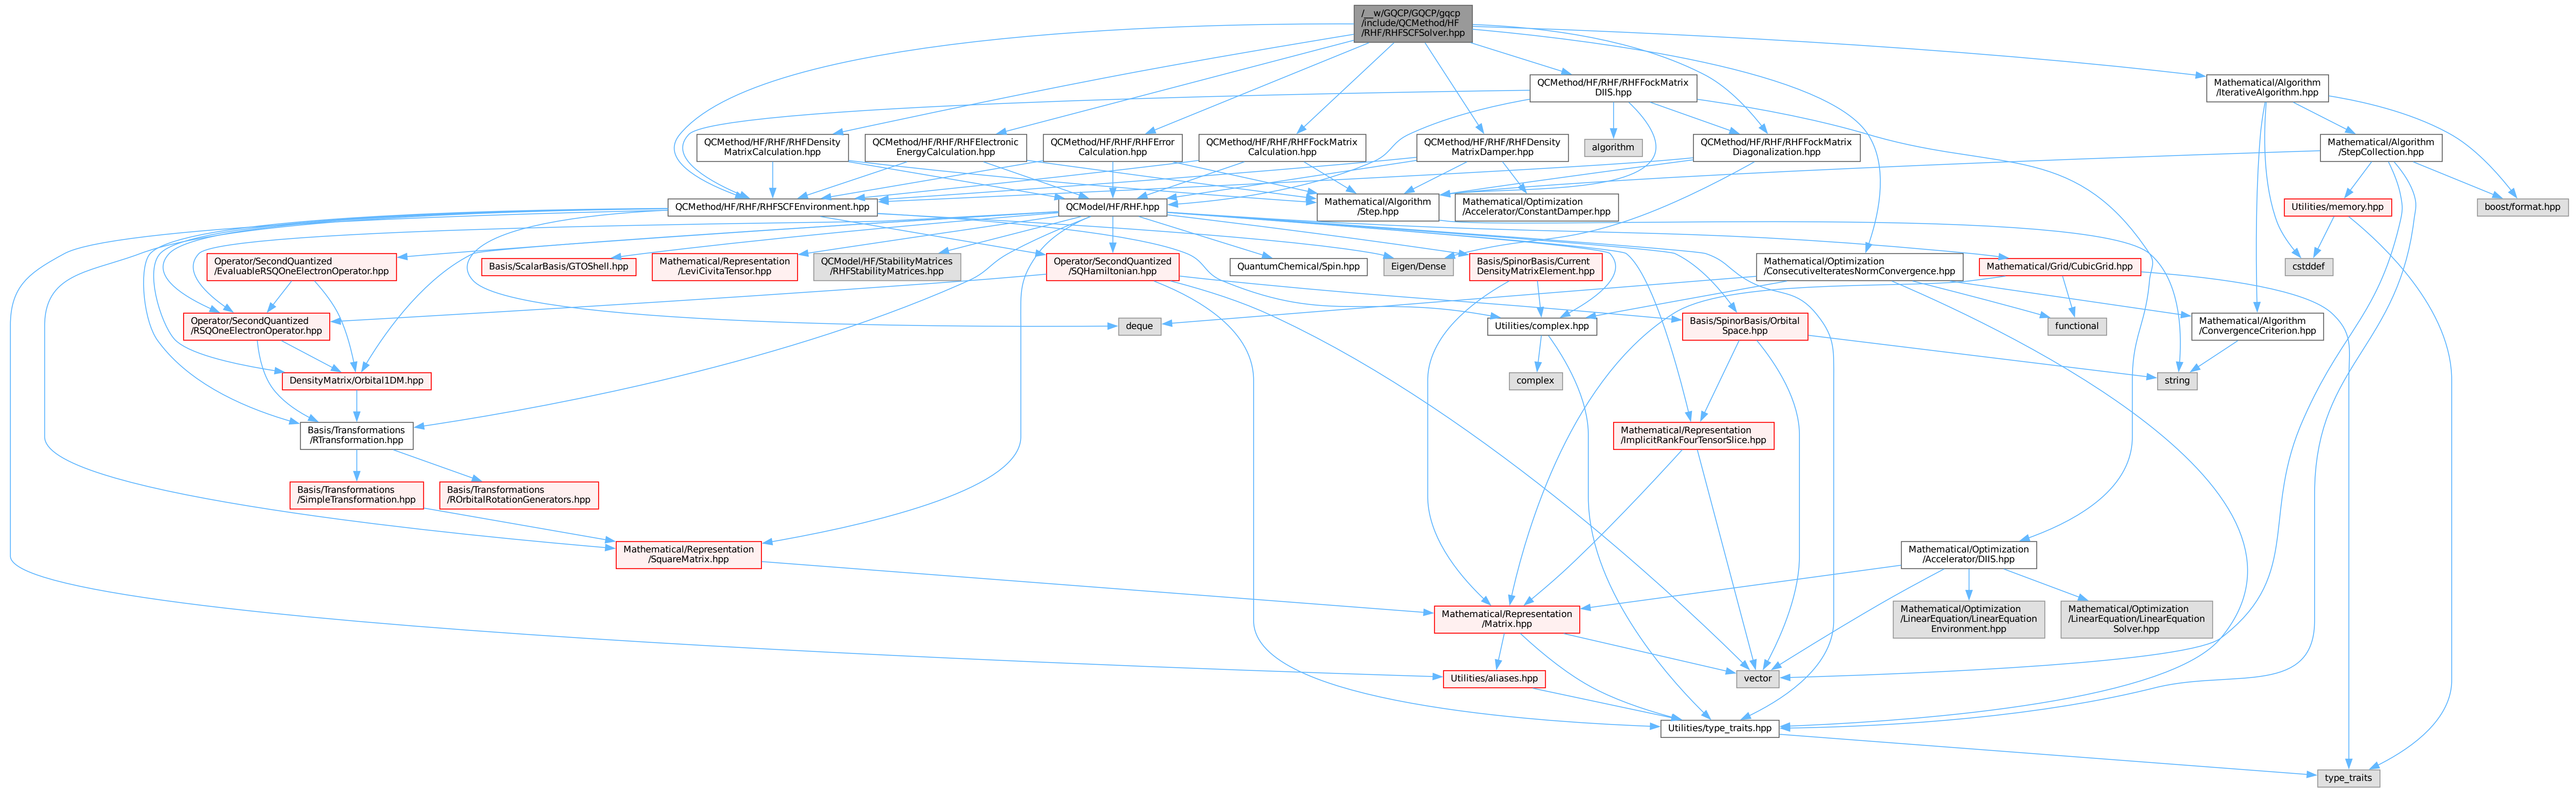 /__w/GQCP/GQCP/gqcp
/include/QCMethod/HF
/RHF/RHFSCFSolver.hpp
QCMethod/HF/RHF/RHFFockMatrix
DIIS.hpp
Mathematical/Algorithm
/IterativeAlgorithm.hpp
QCMethod/HF/RHF/RHFDensity
MatrixCalculation.hpp
QCMethod/HF/RHF/RHFElectronic
EnergyCalculation.hpp
QCMethod/HF/RHF/RHFError
Calculation.hpp
QCMethod/HF/RHF/RHFFockMatrix
Calculation.hpp
QCMethod/HF/RHF/RHFDensity
MatrixDamper.hpp
algorithm
QCMethod/HF/RHF/RHFFockMatrix
Diagonalization.hpp
Mathematical/Algorithm
/StepCollection.hpp
QCMethod/HF/RHF/RHFSCFEnvironment.hpp
QCModel/HF/RHF.hpp
Mathematical/Algorithm
/Step.hpp
Mathematical/Optimization
/Accelerator/ConstantDamper.hpp
Utilities/memory.hpp
boost/format.hpp
Operator/SecondQuantized
/EvaluableRSQOneElectronOperator.hpp
Basis/ScalarBasis/GTOShell.hpp
Mathematical/Representation
/LeviCivitaTensor.hpp
QCModel/HF/StabilityMatrices
/RHFStabilityMatrices.hpp
Operator/SecondQuantized
/SQHamiltonian.hpp
QuantumChemical/Spin.hpp
Eigen/Dense
Basis/SpinorBasis/Current
DensityMatrixElement.hpp
Mathematical/Optimization
/ConsecutiveIteratesNormConvergence.hpp
Mathematical/Grid/CubicGrid.hpp
cstddef
Operator/SecondQuantized
/RSQOneElectronOperator.hpp
deque
Utilities/complex.hpp
Basis/SpinorBasis/Orbital
Space.hpp
functional
Mathematical/Algorithm
/ConvergenceCriterion.hpp
DensityMatrix/Orbital1DM.hpp
complex
string
Basis/Transformations
/RTransformation.hpp
Mathematical/Representation
/ImplicitRankFourTensorSlice.hpp
Basis/Transformations
/SimpleTransformation.hpp
Basis/Transformations
/ROrbitalRotationGenerators.hpp
Mathematical/Representation
/SquareMatrix.hpp
Mathematical/Optimization
/Accelerator/DIIS.hpp
Mathematical/Representation
/Matrix.hpp
Mathematical/Optimization
/LinearEquation/LinearEquation
Environment.hpp
Mathematical/Optimization
/LinearEquation/LinearEquation
Solver.hpp
Utilities/aliases.hpp
vector
Utilities/type_traits.hpp
type_traits